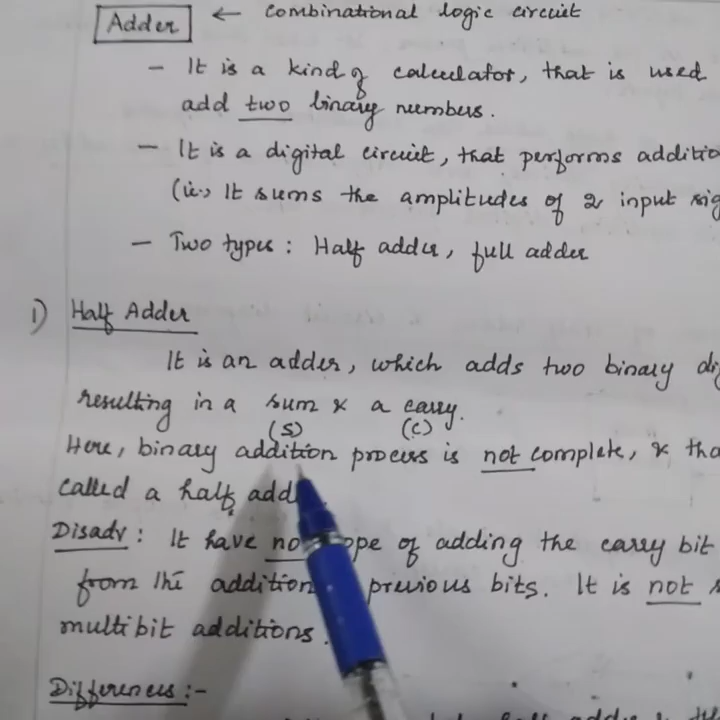 Adder ← Combinational logic circuit
- It is a kind of calculator, that is used
add two binary numbers.
- It is a digital circuit, that performs additio
(i.e.) It sums the amplitudes of 2 input sig
- Two types : Half adder, full adder
1) Half Adder
It is an adder, which adds two binary dig
resulting in a sum & a carry.
(S) (C)
Here, binary addition process is not complete, & tha
called a half add
Disadv : It have no ope of adding the carry bit
from the addition previous bits. It is not s
multibit additions.
Differences :-